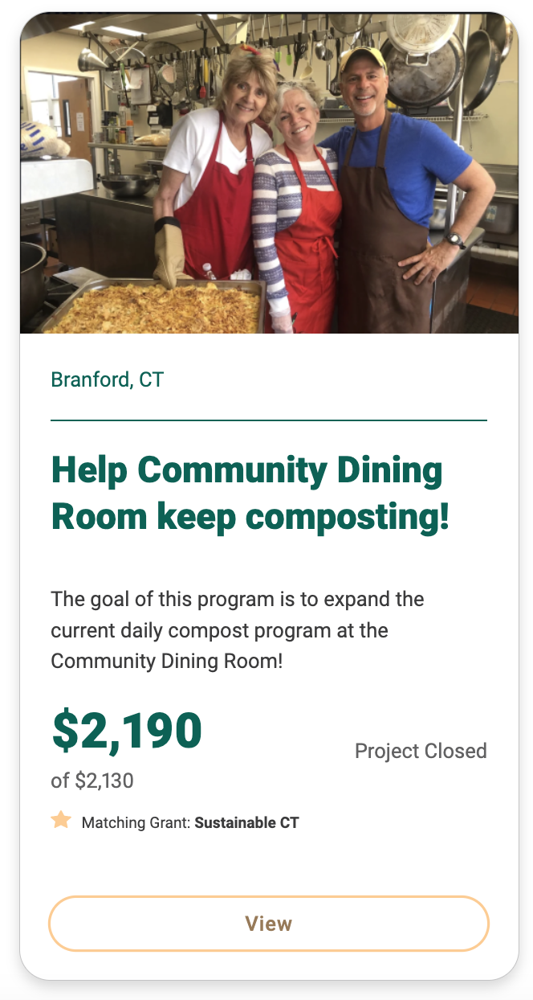 Branford, CT
Help Community Dining
Room keep composting!
The goal of this program is to expand the
current daily compost program at the
Community Dining Room!
$2,190
Project Closed
of $2,130
Matching Grant: Sustainable CT
View